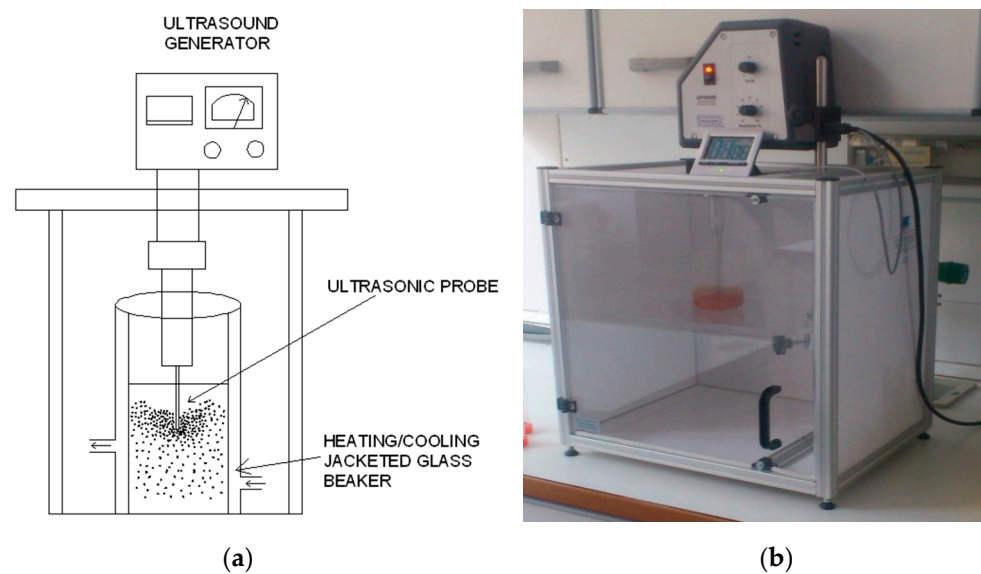 ULTRASOUND
GENERATOR
ULTRASONIC PROBE
HEATING/COOLING
JACKETED GLASS
BEAKER
(a)
(b)